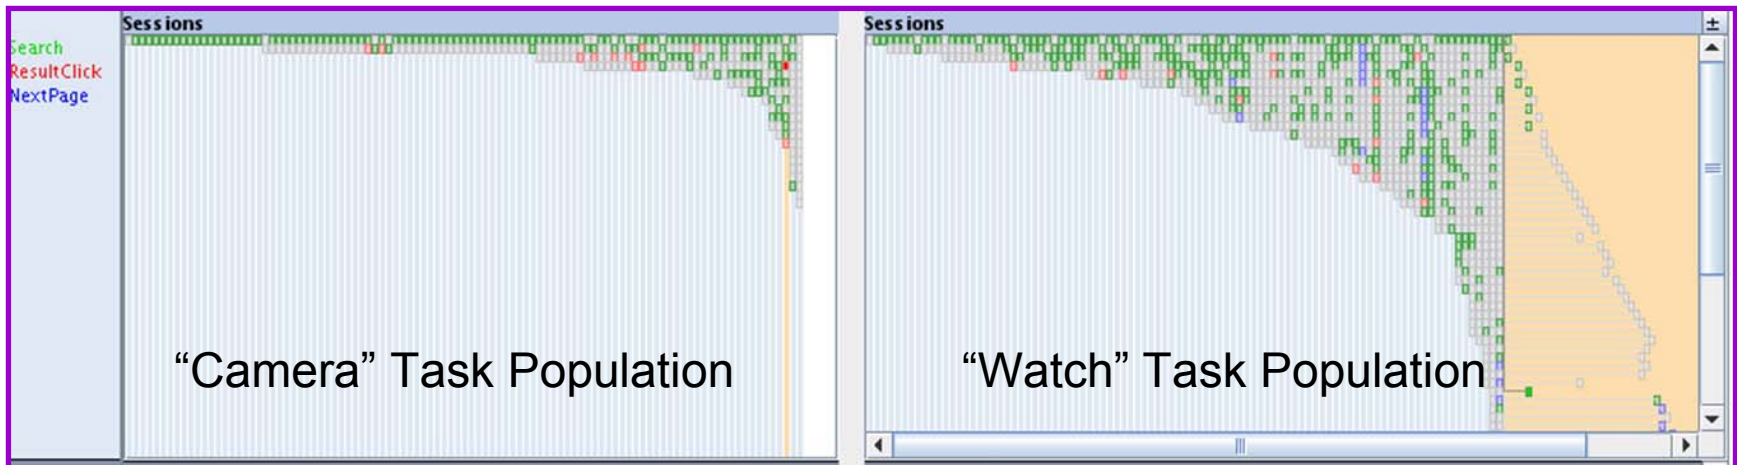 Sessions
Sessions
±
Search
ResultClick
NextPage
“Camera” Task Population
“Watch” Task Population